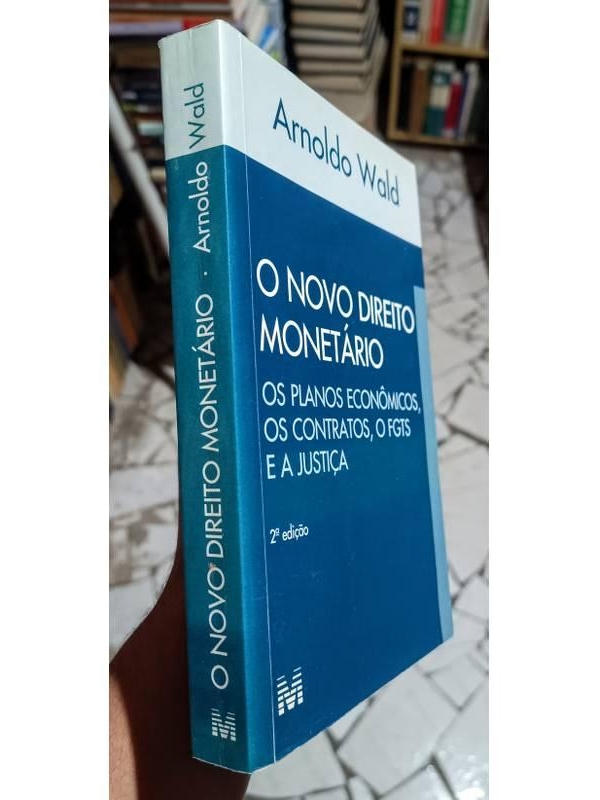 Arnoldo Wald
O NOVO DIREITO
MONETÁRIO
OS PLANOS ECONÔMICOS,
OS CONTRATOS, O FGTS
E A JUSTIÇA
2ª edição
M
O NOVO DIREITO MONETÁRIO · Arnoldo Wald
M